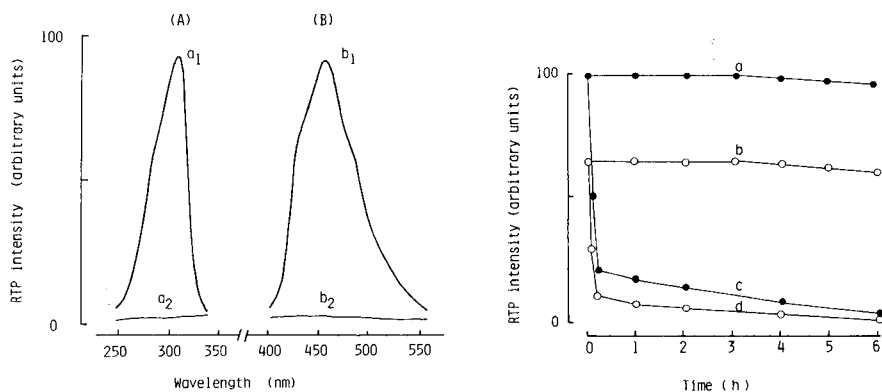 (A) (B)
100
a1 b1
RTP intensity (arbitrary units)
a2 b2
0
250 300 400 450 500 550
Wavelength (nm)
a
100
b
RTP intensity (arbitrary units)
c
d
0
0 1 2 3 4 5 6
Time (h)